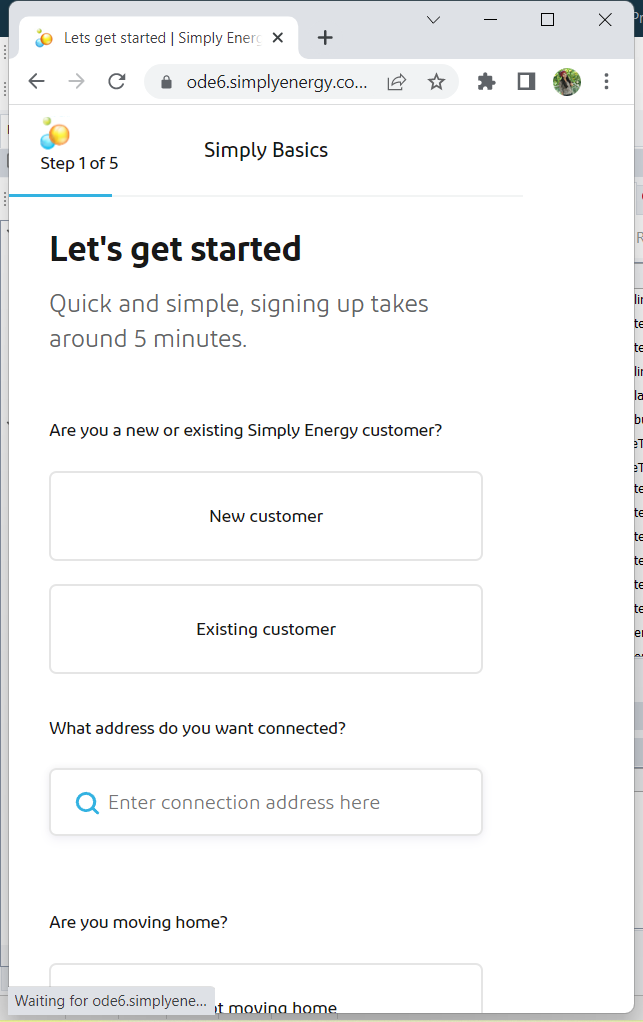 Lets get started | Simply Energ
ode6.simplyenergy.co...
Step 1 of 5
Simply Basics
Let's get started
Quick and simple, signing up takes
around 5 minutes.
Are you a new or existing Simply Energy customer?
New customer
Existing customer
What address do you want connected?
Enter connection address here
Are you moving home?
moving home
Waiting for ode6.simplyene...